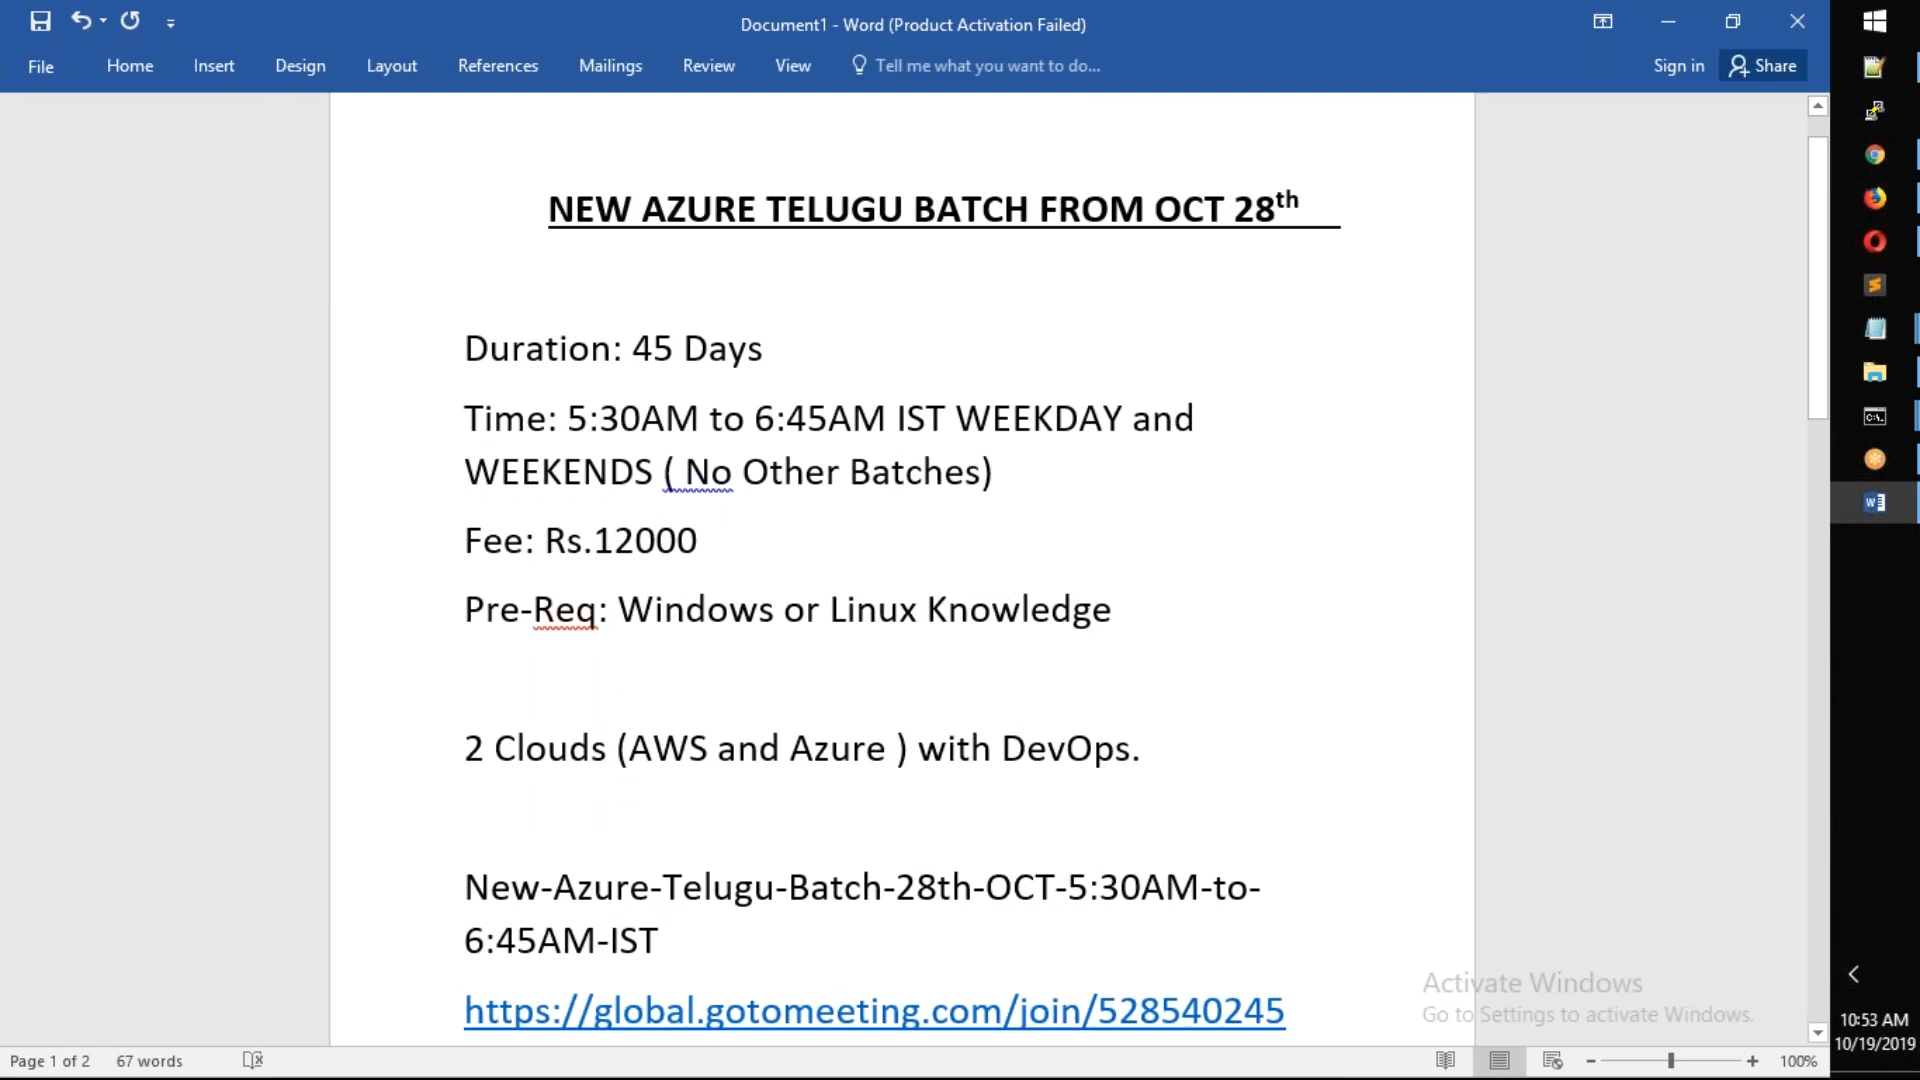 Document1 - Word (Product Activation Failed)
File Home Insert Design Layout References Mailings Review View Tell me what you want to do... Sign in Share
NEW AZURE TELUGU BATCH FROM OCT 28th
Duration: 45 Days
Time: 5:30AM to 6:45AM IST WEEKDAY and
WEEKENDS ( No Other Batches)
Fee: Rs.12000
Pre-Req: Windows or Linux Knowledge
2 Clouds (AWS and Azure ) with DevOps.
New-Azure-Telugu-Batch-28th-OCT-5:30AM-to-
6:45AM-IST
https://global.gotomeeting.com/join/528540245
Activate Windows
Go to Settings to activate Windows.
10:53 AM
10/19/2019
Page 1 of 2 67 words 100%